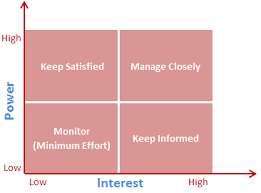 High
Keep Satisfied
Manage Closely
Power
Monitor
(Minimum Effort)
Keep Informed
Low
Low
Interest
High